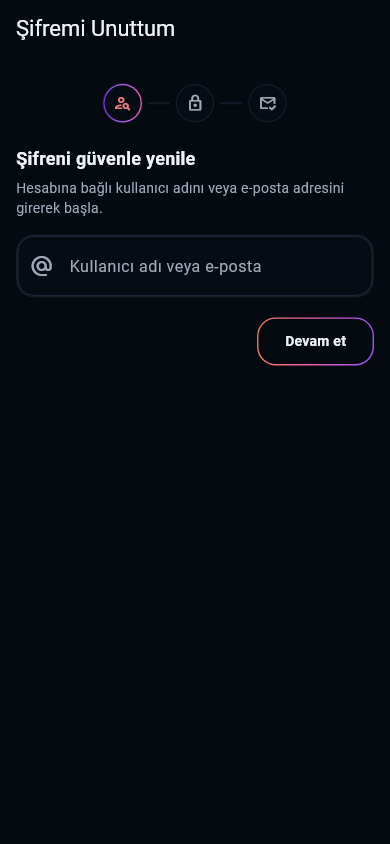 Şifremi Unuttum
Şifreni güvenle yenile
Hesabına bağlı kullanıcı adını veya e-posta adresini
girerek başla.
Kullanıcı adı veya e-posta
Devam et